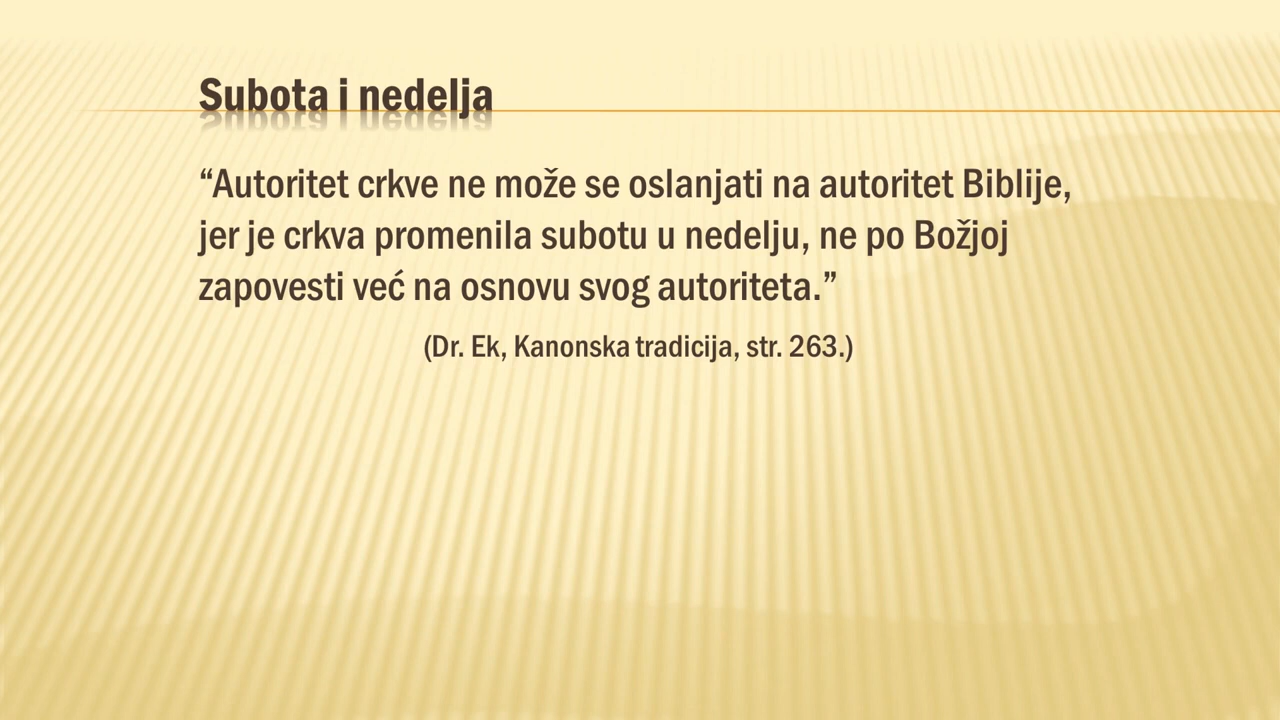 Subota i nedelja
“Autoritet crkve ne može se oslanjati na autoritet Biblije,
jer je crkva promenila subotu u nedelju, ne po Božjoj
zapovesti već na osnovu svog autoriteta.”
(Dr. Ek, Kanonska tradicija, str. 263.)